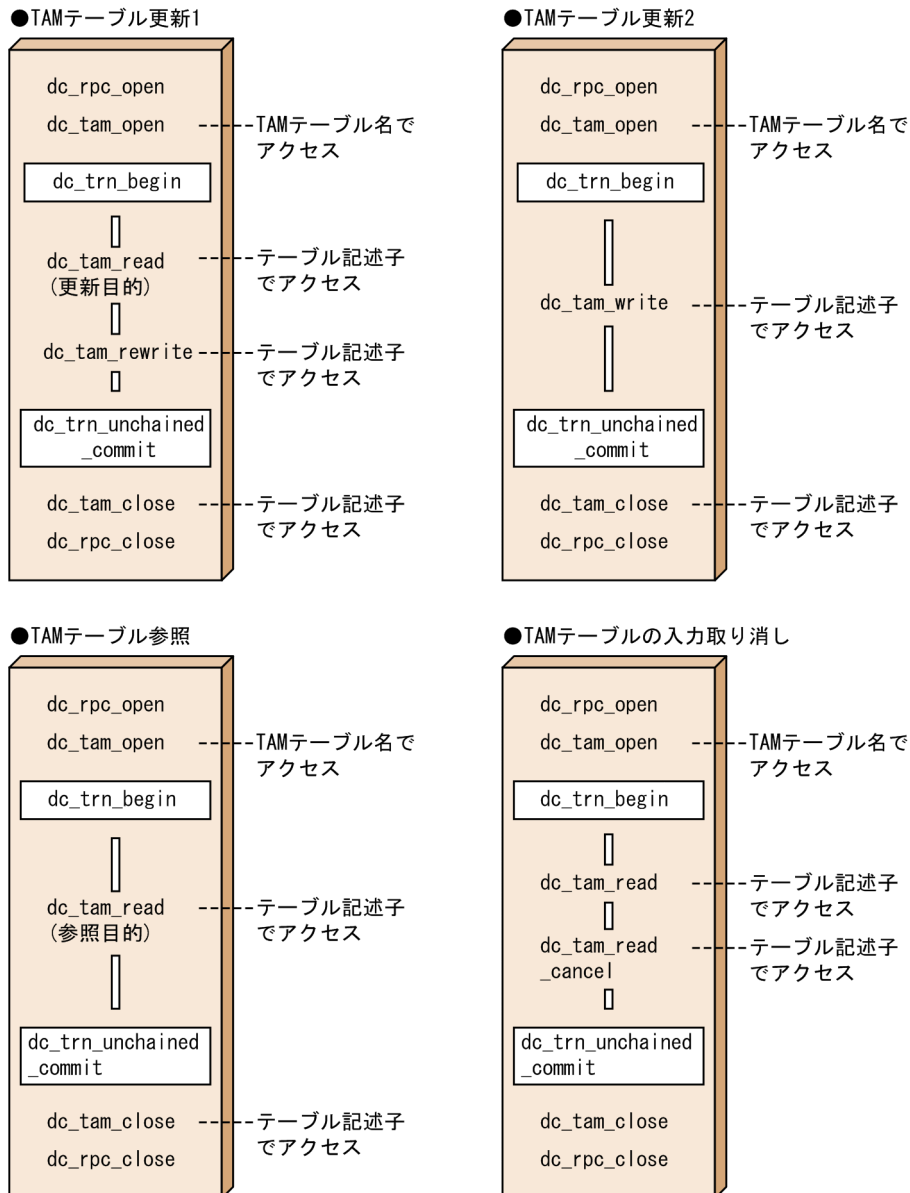 ●TAMテーブル更新1
dc_rpc_open
dc_tam_open
TAMテーブル名で
アクセス
dc_trn_begin
dc_tam_read
(更新目的)
テーブル記述子
でアクセス
dc_tam_rewrite
テーブル記述子
でアクセス
dc_trn_unchained
_commit
dc_tam_close
テーブル記述子
でアクセス
dc_rpc_close
●TAMテーブル更新2
dc_rpc_open
dc_tam_open
TAMテーブル名で
アクセス
dc_trn_begin
dc_tam_write
テーブル記述子
でアクセス
dc_trn_unchained
_commit
dc_tam_close
テーブル記述子
でアクセス
dc_rpc_close
●TAMテーブル参照
dc_rpc_open
dc_tam_open
TAMテーブル名で
アクセス
dc_trn_begin
dc_tam_read
(参照目的)
テーブル記述子
でアクセス
dc_trn_unchained
_commit
dc_tam_close
テーブル記述子
でアクセス
dc_rpc_close
●TAMテーブルの入力取り消し
dc_rpc_open
dc_tam_open
TAMテーブル名で
アクセス
dc_trn_begin
dc_tam_read
テーブル記述子
でアクセス
dc_tam_read
_cancel
テーブル記述子
でアクセス
dc_trn_unchained
_commit
dc_tam_close
dc_rpc_close